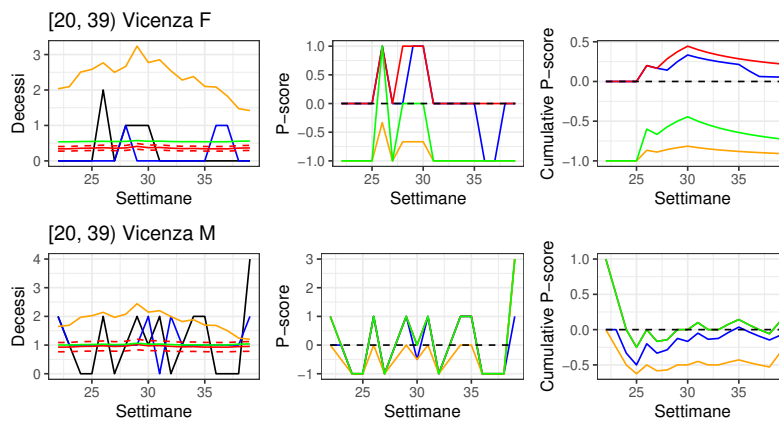 [20, 39) Vicenza F
Decessi
3
2
1
0
25 30 35
Settimane
P-score
1.0
0.5
0.0
−0.5
−1.0
25 30 35
Settimane
Cumulative P-score
0.5
0.0
−0.5
−1.0
25 30 35
Settimane
[20, 39) Vicenza M
Decessi
4
3
2
1
0
25 30 35
Settimane
P-score
3
2
1
0
−1
25 30 35
Settimane
Cumulative P-score
1.0
0.5
0.0
−0.5
25 30 35
Settimane